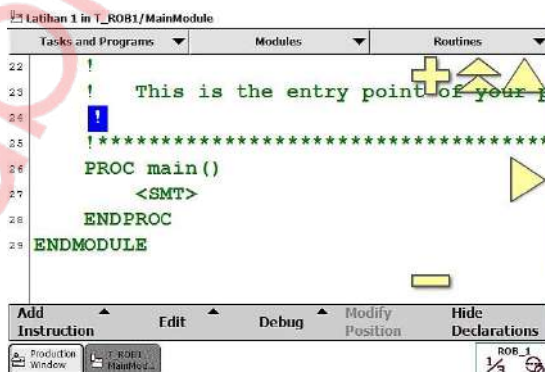 Latihan 1 in T_ROB1/MainModule
Tasks and Programs Modules Routines
22 !
23 ! This is the entry point of your p
24 !
25 !***************************************
26 PROC main()
27 <SMT>
28 ENDPROC
29 ENDMODULE
Add Instruction Edit Debug Modify Position Hide Declarations
Production Window T_ROB1 MainMod... ROB_1
1/3